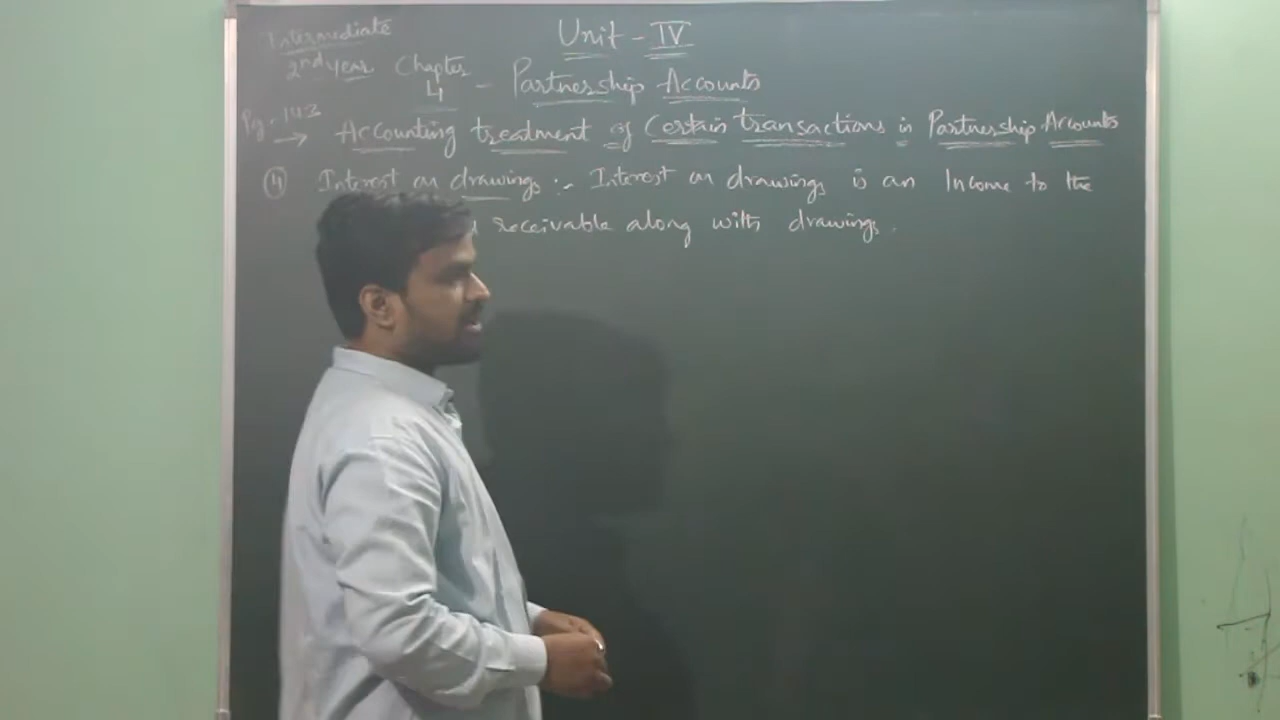 Intermediate
2nd Year
Unit - IV
Chapter 4 - Partnership Accounts
Pg. 143
→ Accounting treatment of Certain transactions in Partnership Accounts
④ Interest on drawings :- Interest on drawings is an Income to the
receivable along with drawings.